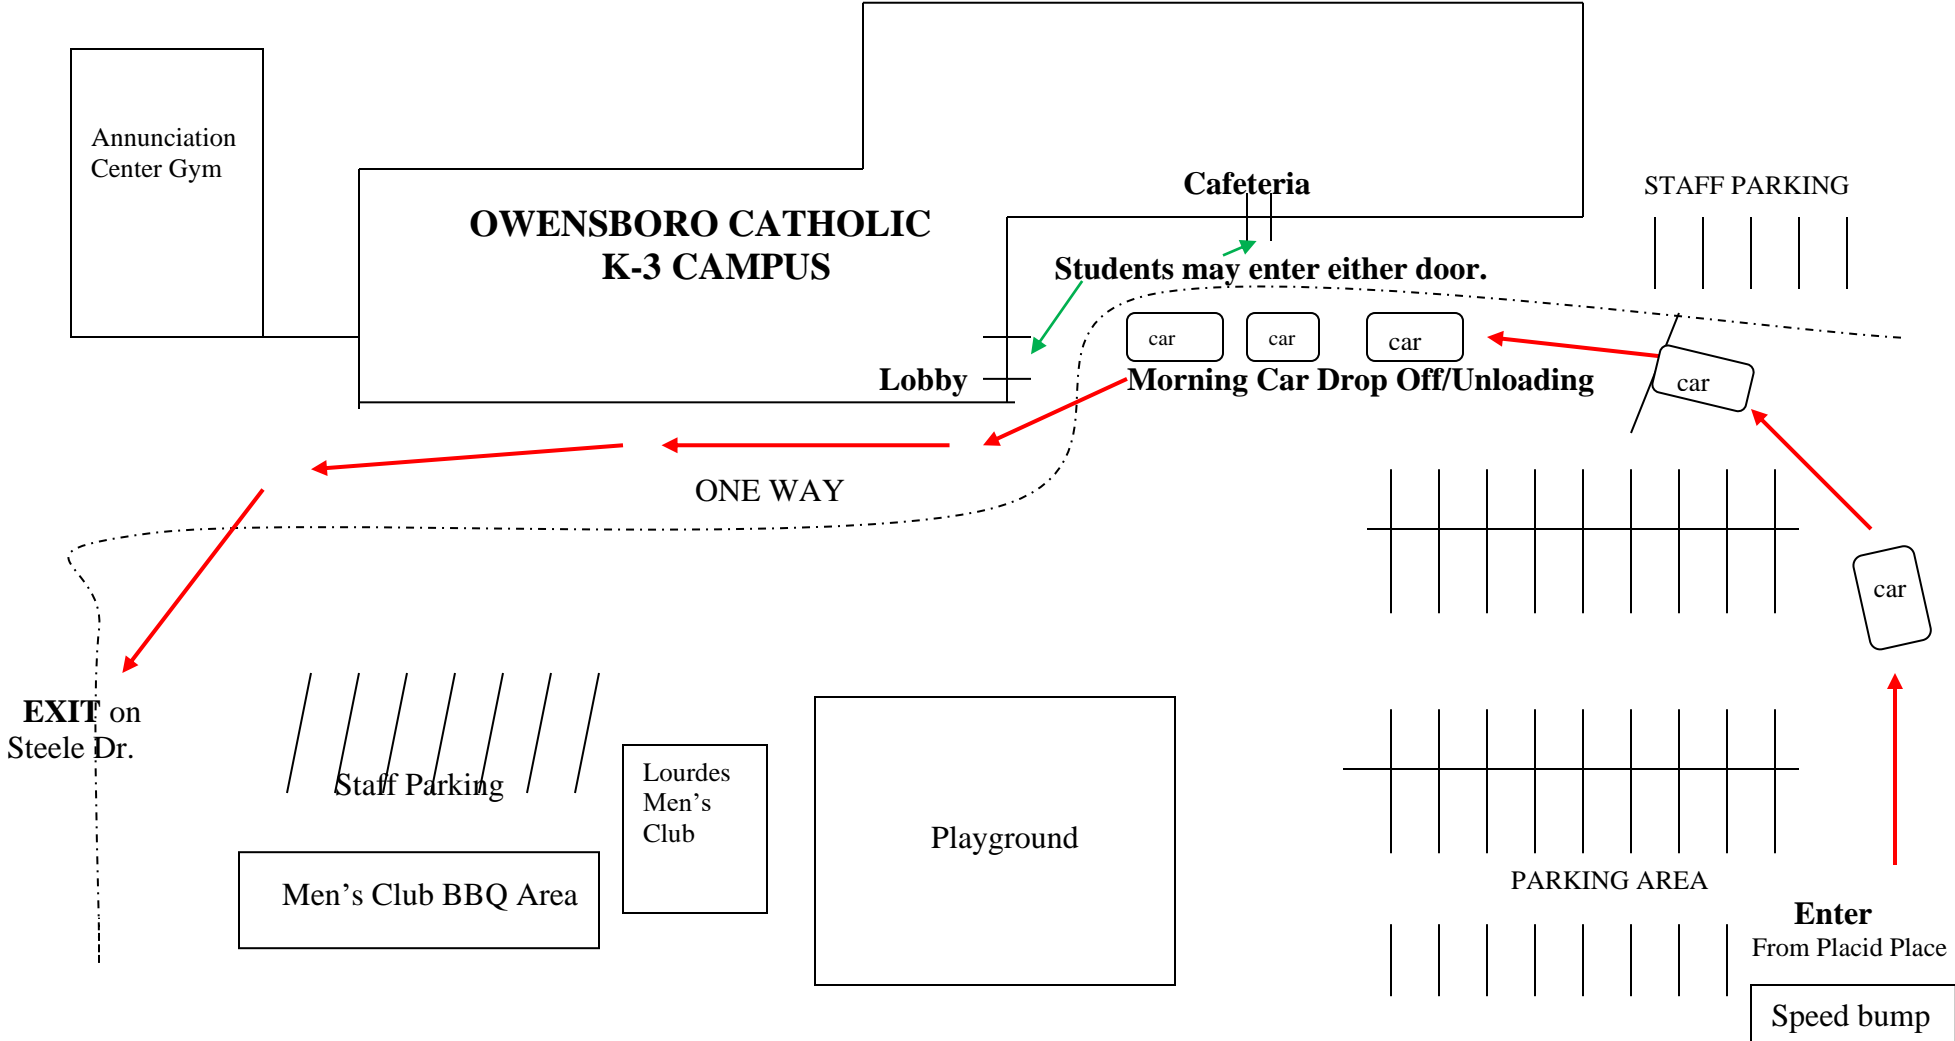 Annunciation
Center Gym
OWENSBORO CATHOLIC
K-3 CAMPUS
Cafeteria
STAFF PARKING
Students may enter either door.
car
car
car
car
Lobby
Morning Car Drop Off/Unloading
ONE WAY
car
EXIT on
Steele Dr.
Staff Parking
Lourdes
Men’s
Club
Men’s Club BBQ Area
Playground
PARKING AREA
Enter
From Placid Place
Speed bump